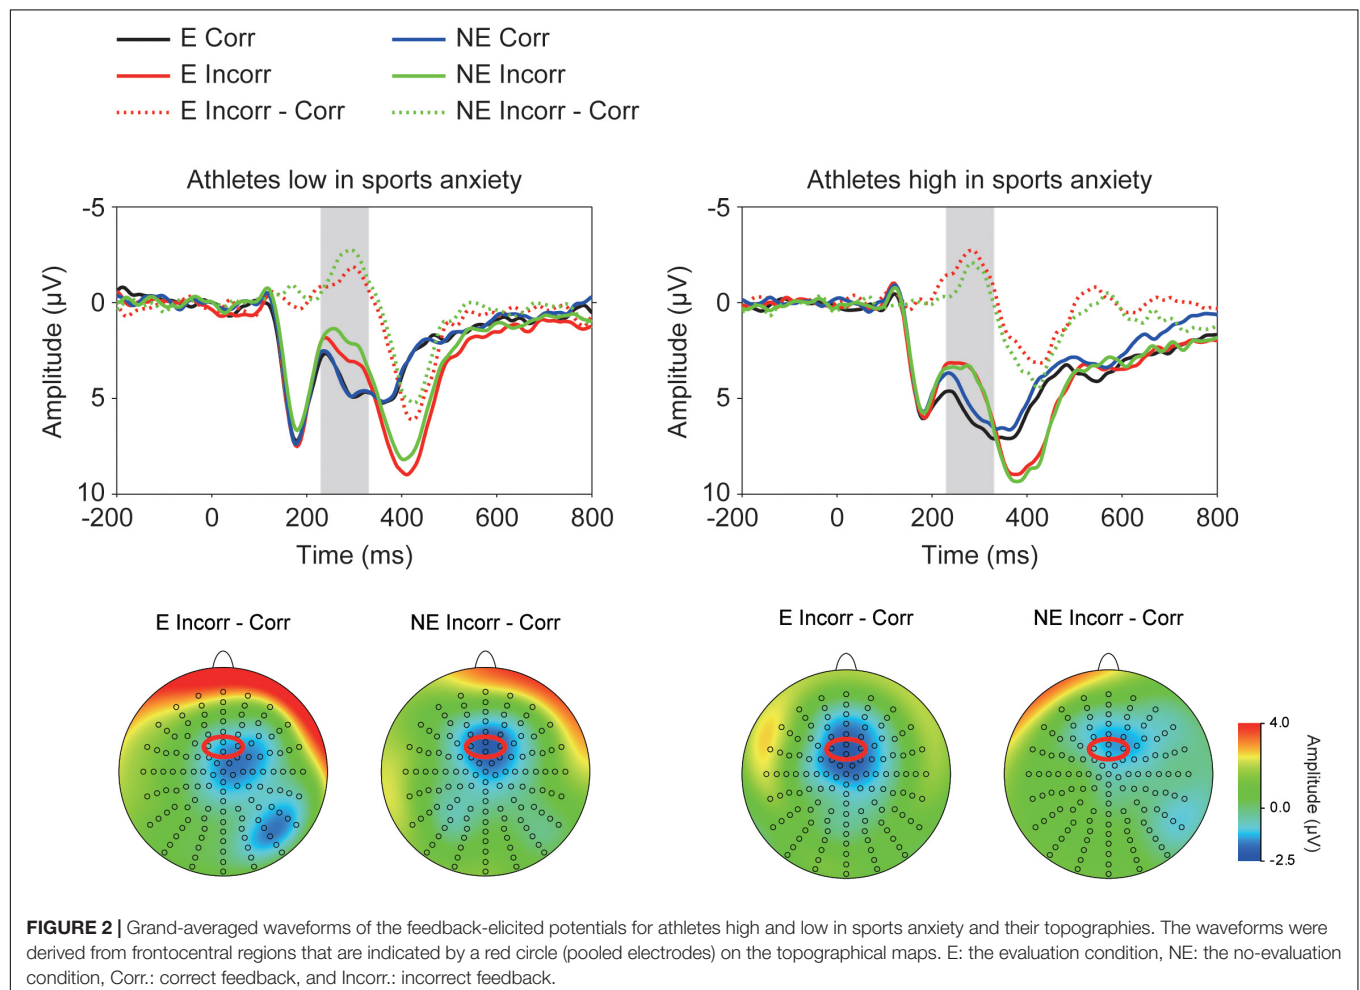 E Corr
NE Corr
E Incorr
NE Incorr
E Incorr - Corr
NE Incorr - Corr
Athletes low in sports anxiety
-5
0
5
10
Amplitude (µV)
-200 0 200 400 600 800
Time (ms)
Athletes high in sports anxiety
-5
0
5
10
Amplitude (µV)
-200 0 200 400 600 800
Time (ms)
E Incorr - Corr
NE Incorr - Corr
E Incorr - Corr
NE Incorr - Corr
4.0
0.0
-2.5
Amplitude (µV)
FIGURE 2 | Grand-averaged waveforms of the feedback-elicited potentials for athletes high and low in sports anxiety and their topographies. The waveforms were
derived from frontocentral regions that are indicated by a red circle (pooled electrodes) on the topographical maps. E: the evaluation condition, NE: the no-evaluation
condition, Corr.: correct feedback, and Incorr.: incorrect feedback.